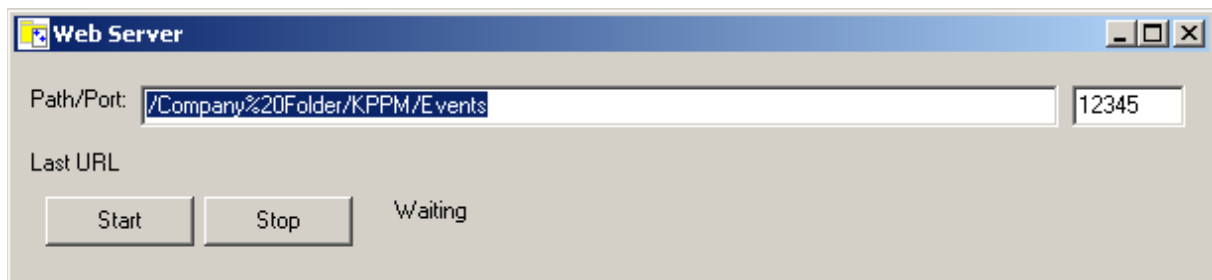 Web Server
Path/Port: /Company%20Folder/KPPM/Events 12345
Last URL
Start Stop Waiting